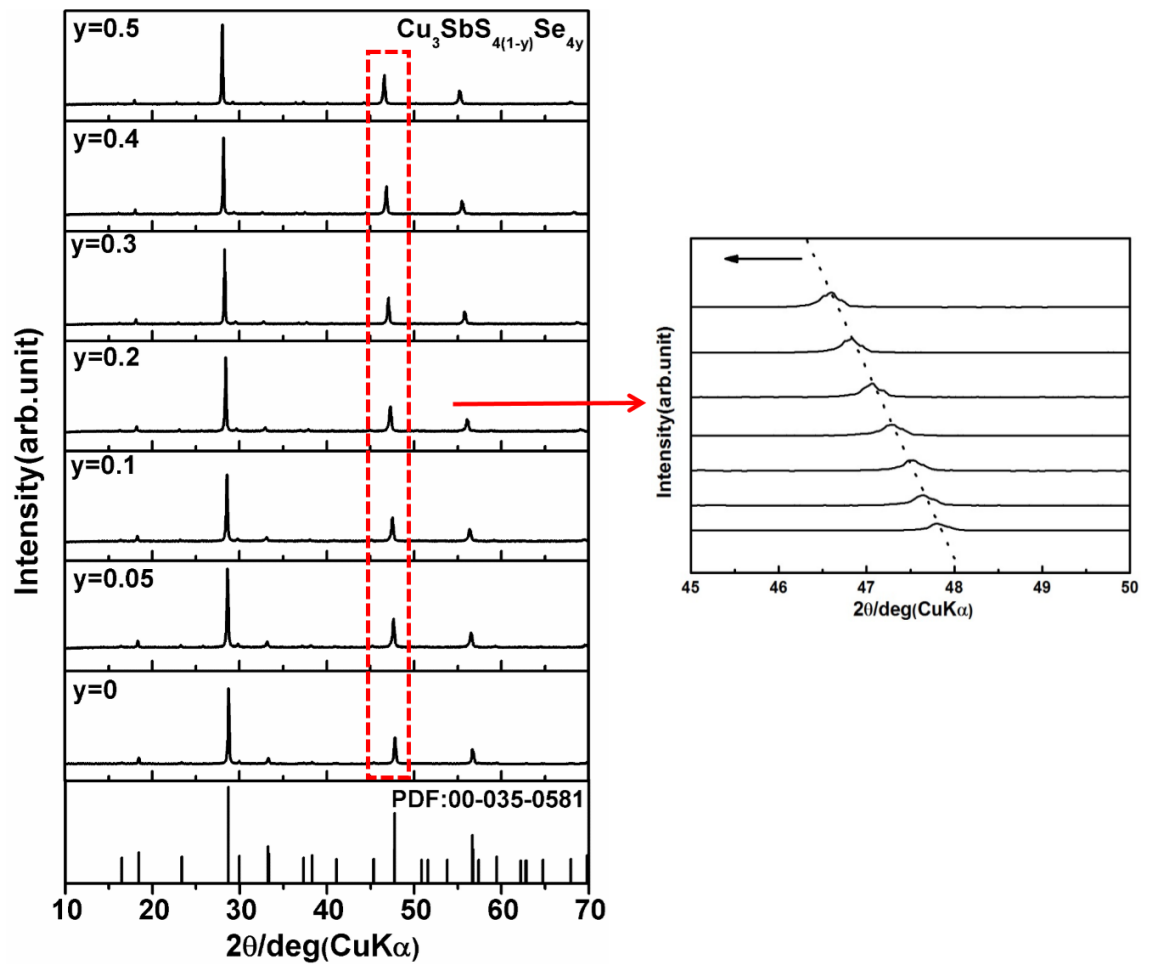 y=0.5
Cu3SbS4(1-y)Se4y
y=0.4
y=0.3
y=0.2
y=0.1
y=0.05
y=0
PDF:00-035-0581
Intensity(arb.unit)
10 20 30 40 50 60 70
2θ/deg(CuKα)
Intensity(arb.unit)
45 46 47 48 49 50
2θ/deg(CuKα)